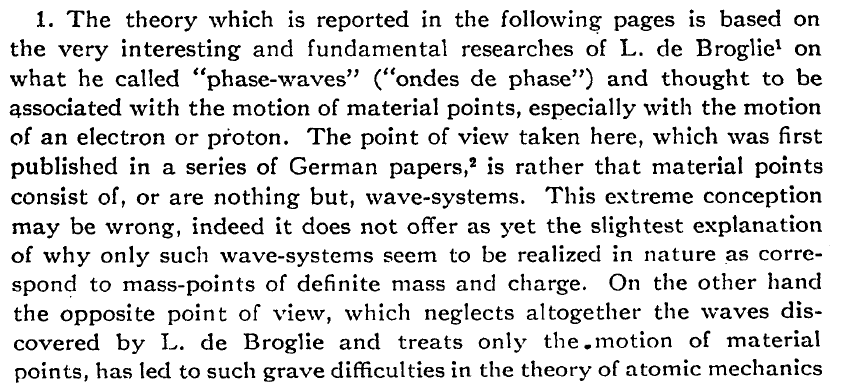 1. The theory which is reported in the following pages is based on
the very interesting and fundamental researches of L. de Broglie¹ on
what he called “phase-waves” (“ondes de phase”) and thought to be
associated with the motion of material points, especially with the motion
of an electron or proton. The point of view taken here, which was first
published in a series of German papers,² is rather that material points
consist of, or are nothing but, wave-systems. This extreme conception
may be wrong, indeed it does not offer as yet the slightest explanation
of why only such wave-systems seem to be realized in nature as corre-
spond to mass-points of definite mass and charge. On the other hand
the opposite point of view, which neglects altogether the waves dis-
covered by L. de Broglie and treats only the motion of material
points, has led to such grave difficulties in the theory of atomic mechanics